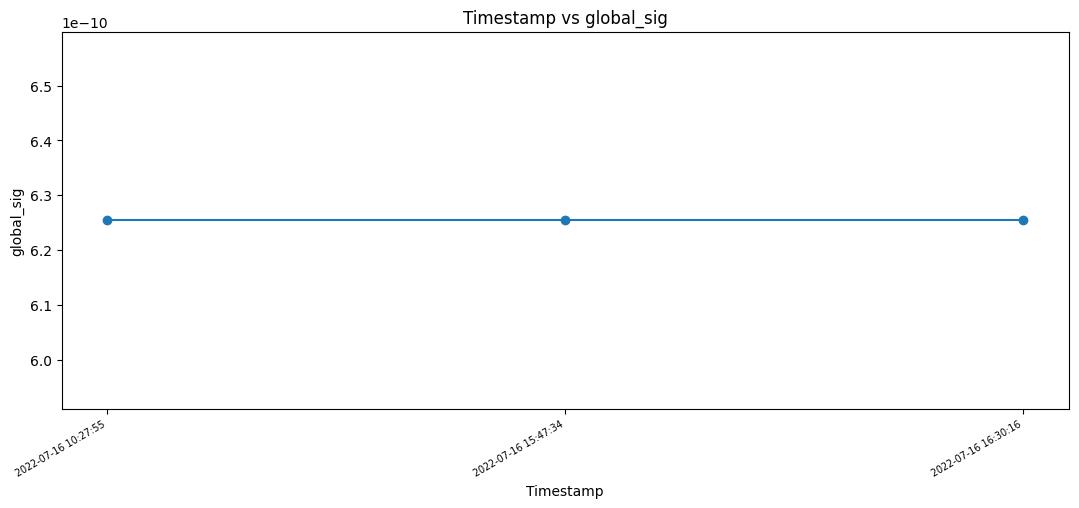 Timestamp vs global_sig
1e−10
6.5
6.4
6.3
6.2
6.1
6.0
global_sig
2022-07-16 10:27:55
2022-07-16 15:47:34
2022-07-16 16:30:16
Timestamp